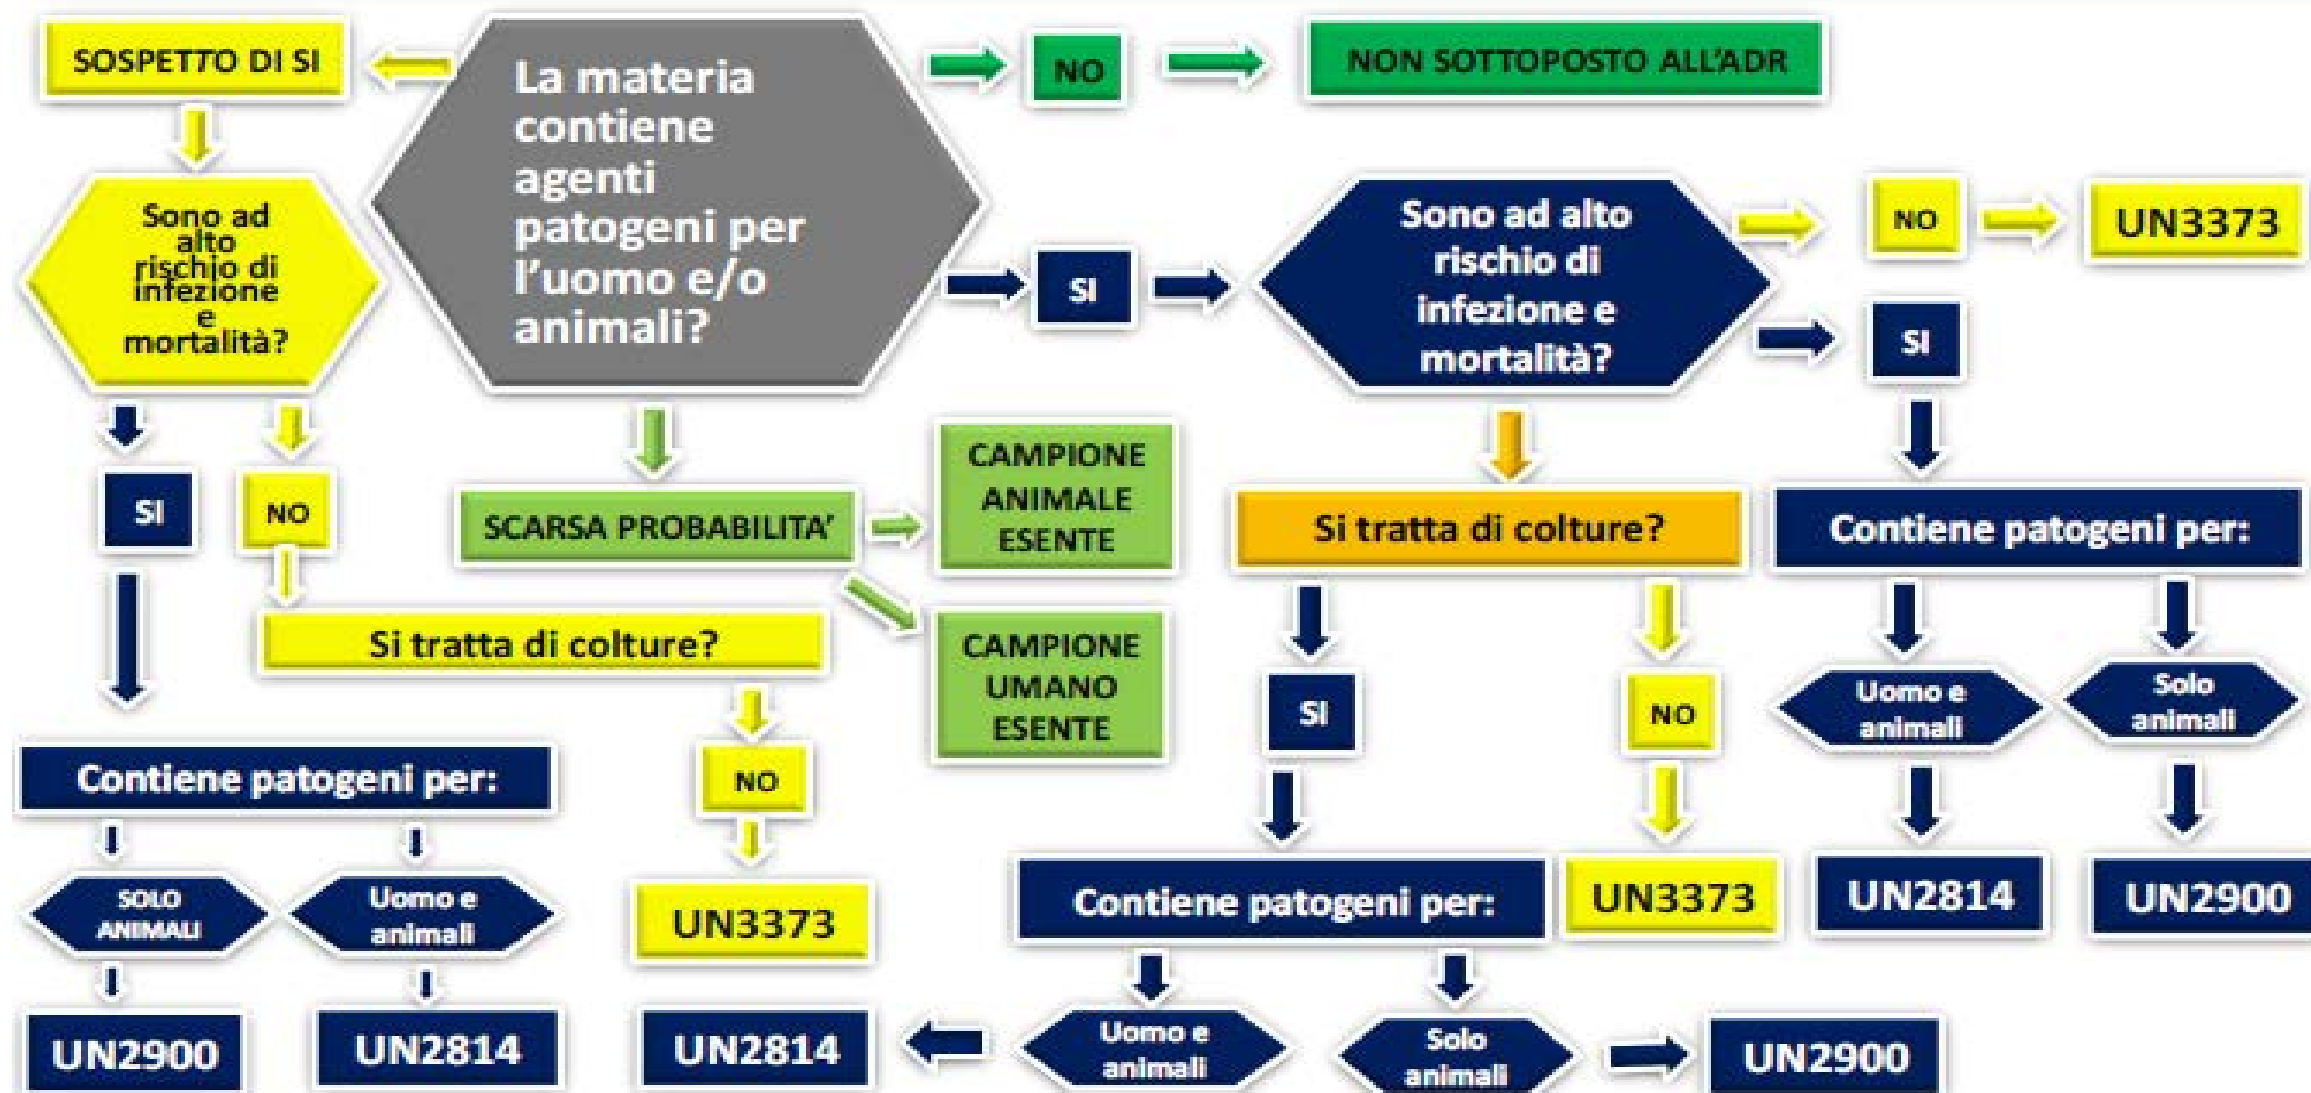 SOSPETTO DI SI
La materia
contiene
agenti
patogeni per
l'uomo e/o
animali?
NO
NON SOTTOPOSTO ALL'ADR
Sono ad
alto
rischio di
infezione
e
mortalità?
SI
Sono ad alto
rischio di
infezione e
mortalità?
NO
UN3373
SI
SI
NO
SCARSA PROBABILITA'
CAMPIONE
ANIMALE
ESENTE
CAMPIONE
UMANO
ESENTE
Si tratta di colture?
Contiene patogeni per:
Si tratta di colture?
NO
UN3373
SI
NO
Uomo e
animali
Solo
animali
Contiene patogeni per:
SOLO
ANIMALI
Uomo e
animali
UN2900
UN2814
Contiene patogeni per:
UN3373
UN2814
UN2900
UN2814
Uomo e
animali
Solo
animali
UN2900